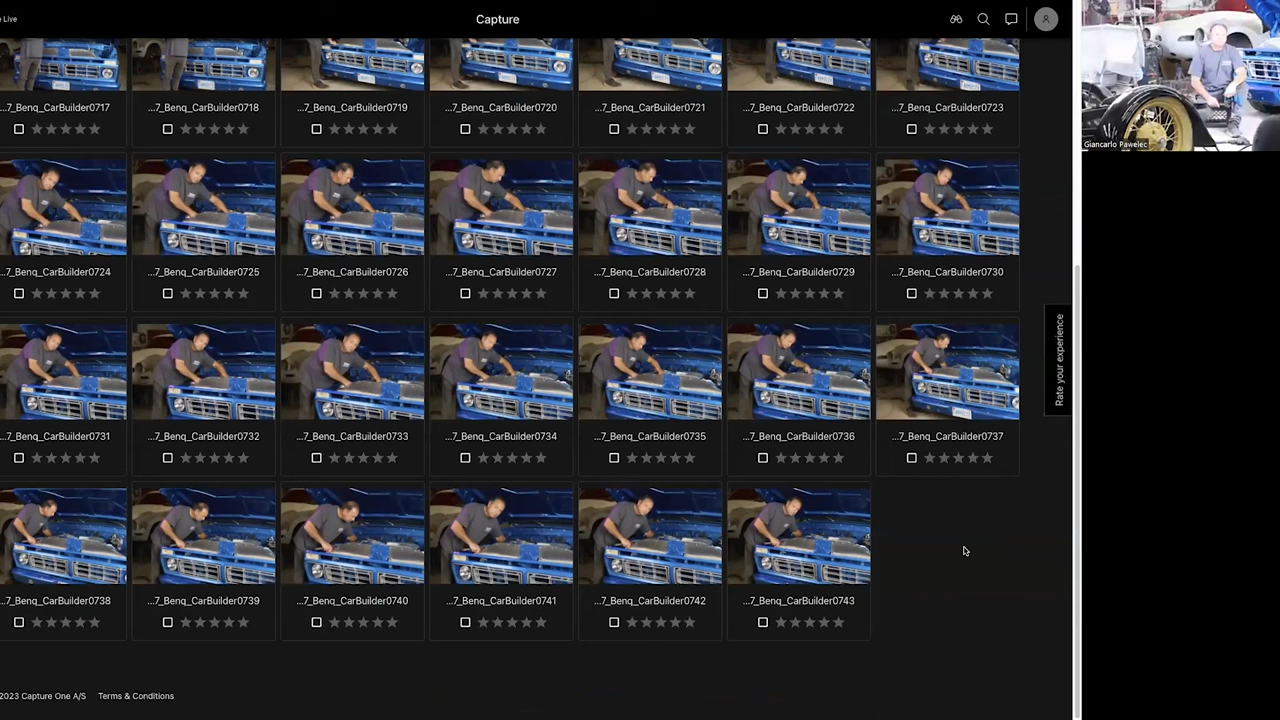 e Live
Capture
Giancarlo Pawelec
...7_Benq_CarBuilder0718
...7_Benq_CarBuilder0719
...7_Benq_CarBuilder0720
...7_Benq_CarBuilder0721
...7_Benq_CarBuilder0722
...7_Benq_CarBuilder0723
..7_Benq_CarBuilder0717
..7_Benq_CarBuilder0724
...7_Benq_CarBuilder0725
...7_Benq_CarBuilder0726
...7_Benq_CarBuilder0727
...7_Benq_CarBuilder0728
...7_Benq_CarBuilder0729
...7_Benq_CarBuilder0730
Rate your experience
..7_Benq_CarBuilder0731
...7_Benq_CarBuilder0732
...7_Benq_CarBuilder0733
...7_Benq_CarBuilder0734
...7_Benq_CarBuilder0735
...7_Benq_CarBuilder0736
...7_Benq_CarBuilder0737
..7_Benq_CarBuilder0738
...7_Benq_CarBuilder0739
...7_Benq_CarBuilder0740
...7_Benq_CarBuilder0741
...7_Benq_CarBuilder0742
...7_Benq_CarBuilder0743
2023 Capture One A/S
Terms & Conditions